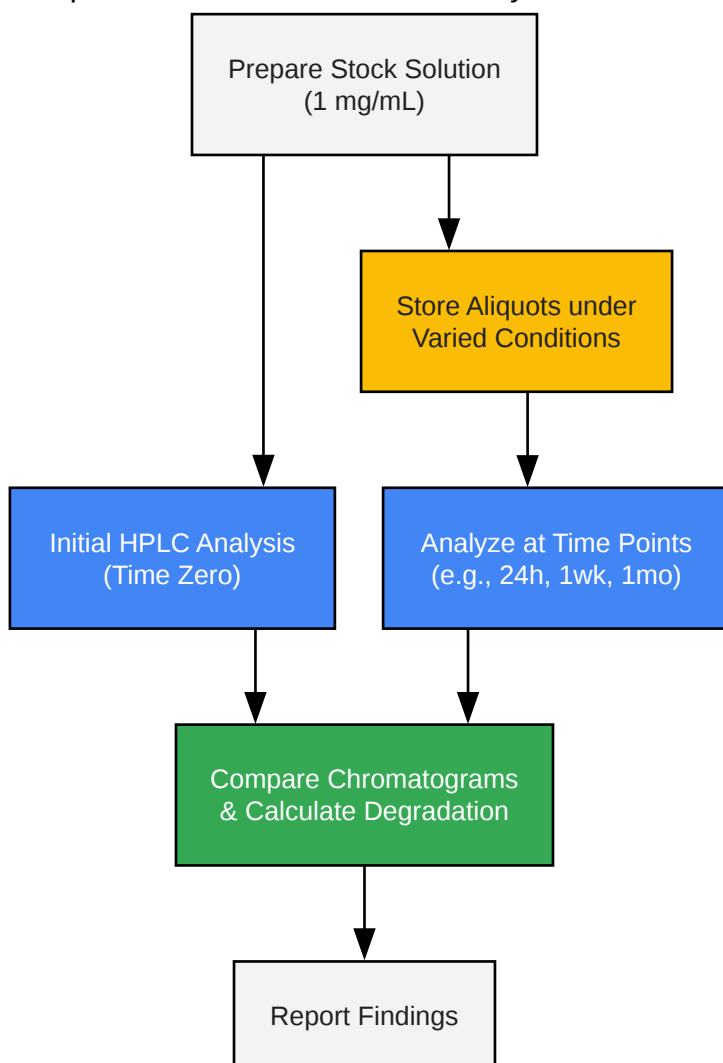 Prepare Stock Solution
(1 mg/mL)
Store Aliquots under
Varied Conditions
Initial HPLC Analysis
(Time Zero)
Analyze at Time Points
(e.g., 24h, 1wk, 1mo)
Compare Chromatograms
& Calculate Degradation
Report Findings